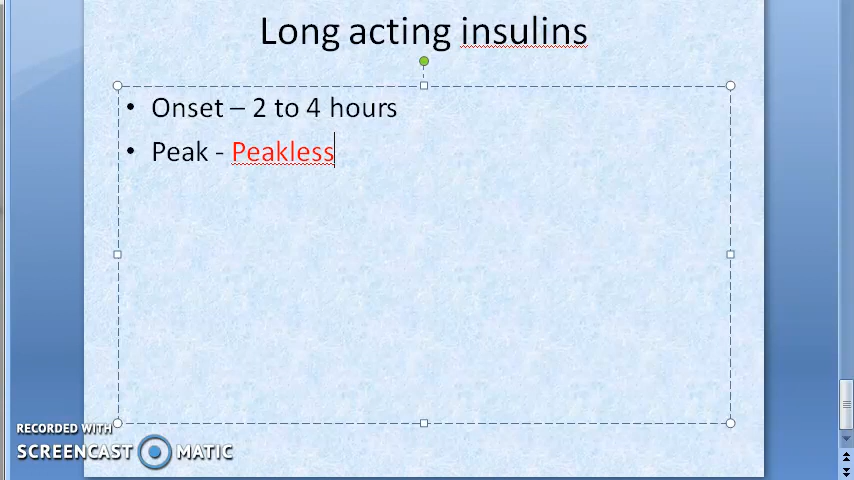 Long acting insulins
• Onset – 2 to 4 hours
• Peak - Peakless
RECORDED WITH
SCREENCAST MATIC